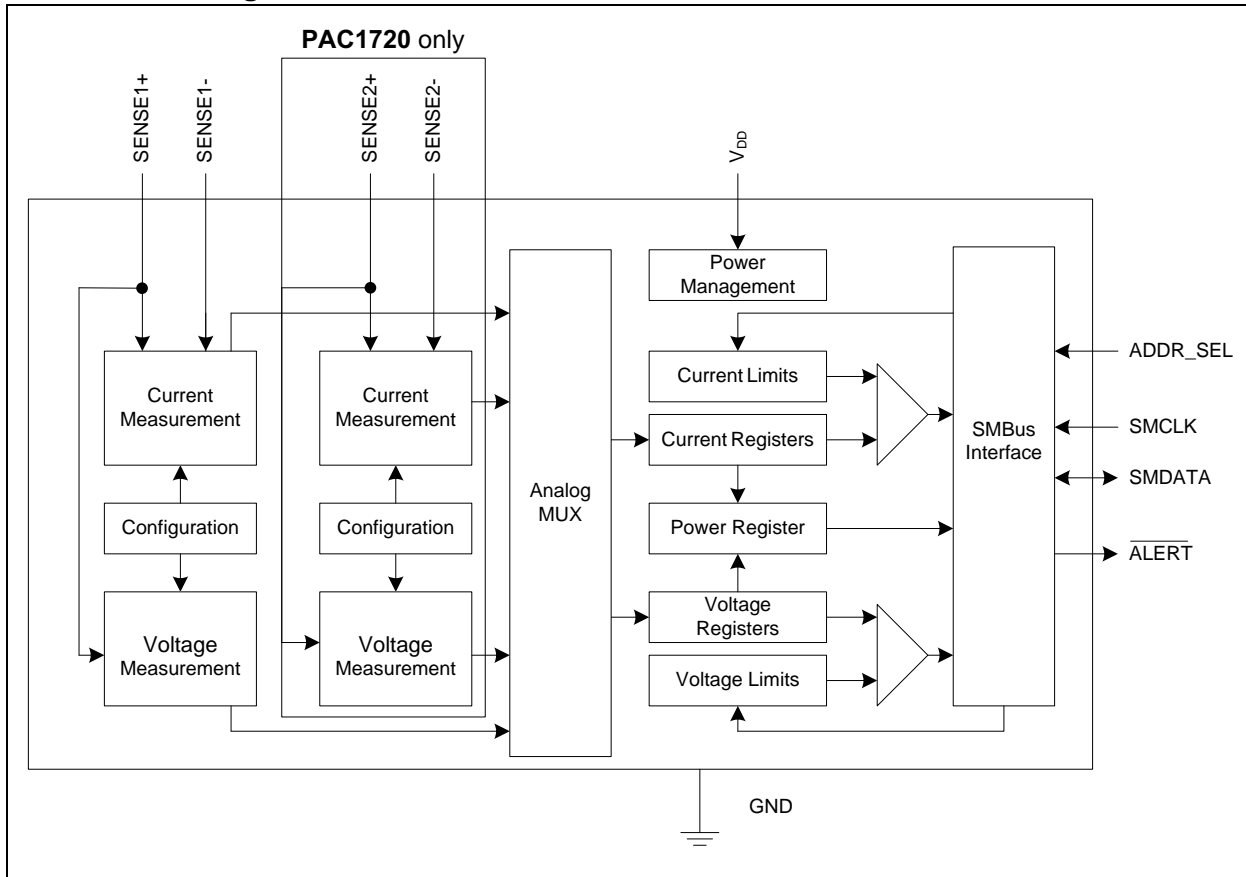 PAC1720 only
SENSE1+
SENSE1-
SENSE2+
SENSE2-
VDD
Power
Management
Current
Measurement
Current
Measurement
Current Limits
ADDR_SEL
Current Registers
SMBus
Interface
SMCLK
SMDATA
Analog
MUX
Configuration
Configuration
Power Register
ALERT
Voltage
Measurement
Voltage
Measurement
Voltage
Registers
Voltage Limits
GND